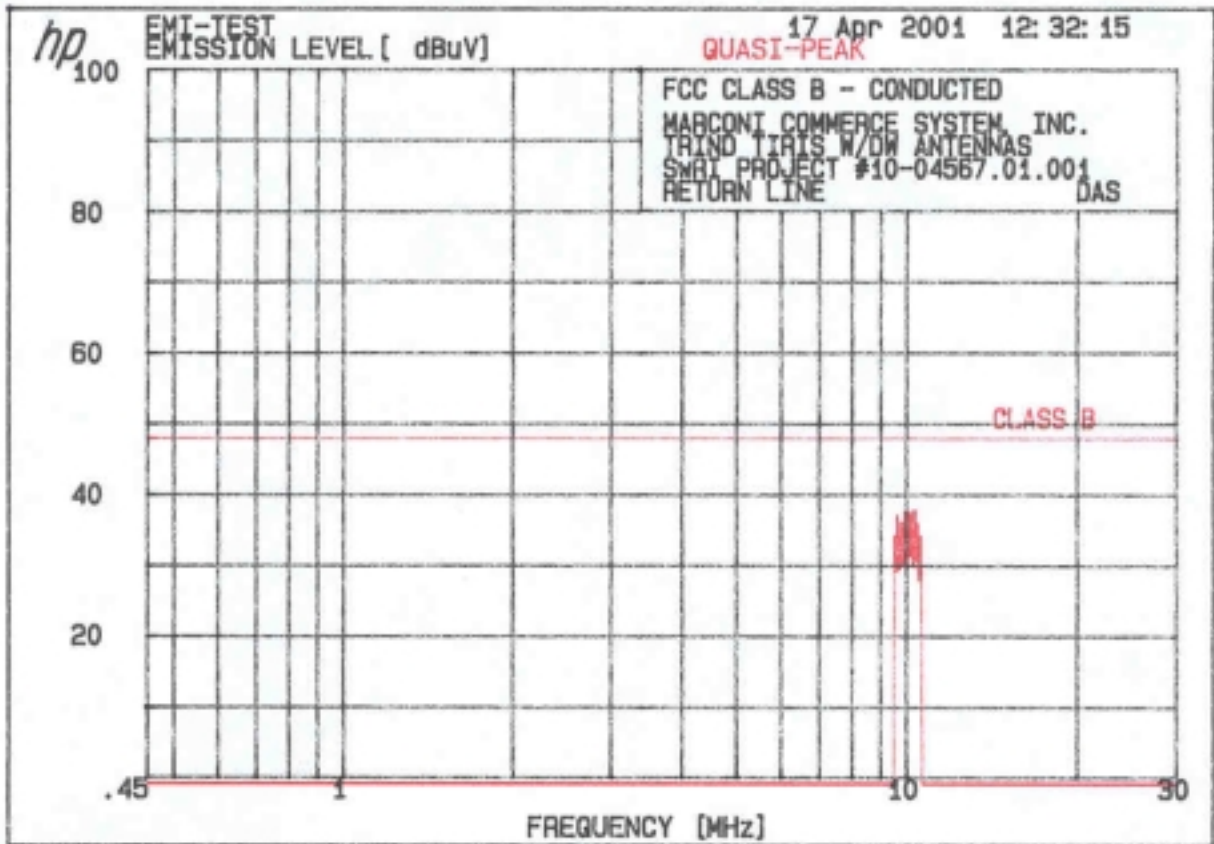 hp
EMI-TEST 17 Apr 2001 12:32:15
EMISSION LEVEL [ dBuV] QUASI-PEAK
100
FCC CLASS B - CONDUCTED
MARCONI COMMERCE SYSTEM, INC.
TRIND TIRIS W/DW ANTENNAS
SwRI PROJECT #10-04567.01.001
RETURN LINE DAS
80
60
CLASS B
40
20
.45 1 10 30
FREQUENCY [MHz]